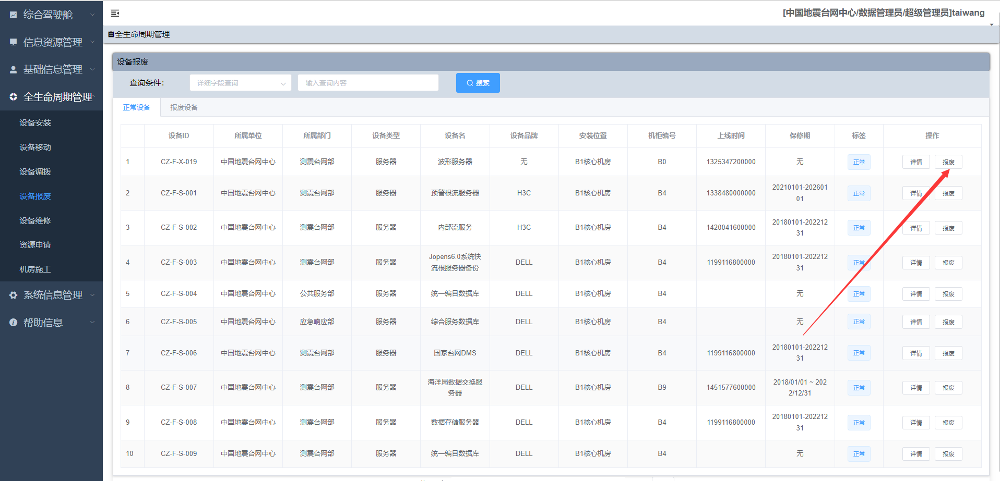 综合驾驶舱
信息资源管理
基础信息管理
全生命周期管理
设备安装
设备移动
设备调拨
设备报废
设备维修
资源申请
机房施工
系统信息管理
帮助信息
[中国地震台网中心/数据管理员/超级管理员]taiwang
全生命周期管理
设备报废
查询条件: 详细字段查询 输入查询内容 搜索
正常设备 报废设备
设备ID 所属单位 所属部门 设备类型 设备名 设备品牌 安装位置 机柜编号 上线时间 保修期 标签 操作
1 CZ-F-X-019 中国地震台网中心 测震台网部 服务器 波形服务器 无 B1核心机房 B0 1325347200000 无 正常 详情 报废
2 CZ-F-S-001 中国地震台网中心 测震台网部 服务器 预警根流服务器 H3C B1核心机房 B4 1338480000000 20210101-202601
01 正常 详情 报废
3 CZ-F-S-002 中国地震台网中心 测震台网部 服务器 内部流服务 H3C B1核心机房 B4 1420041600000 20180101-202212
31 正常 详情 报废
4 CZ-F-S-003 中国地震台网中心 测震台网部 服务器 Jopens6.0系统快
流根服务器备份 DELL B1核心机房 B4 1199116800000 20180101-202212
31 正常 详情 报废
5 CZ-F-S-004 中国地震台网中心 公共服务部 服务器 统一编目数据库 DELL B1核心机房 B4 无 正常 详情 报废
6 CZ-F-S-005 中国地震台网中心 应急响应部 服务器 综合服务数据库 DELL B1核心机房 B4 无 正常 详情 报废
7 CZ-F-S-006 中国地震台网中心 测震台网部 服务器 国家台网DMS DELL B1核心机房 B4 1199116800000 20180101-202212
31 正常 详情 报废
8 CZ-F-S-007 中国地震台网中心 测震台网部 服务器 海洋局数据交换服
务器 DELL B1核心机房 B9 1451577600000 2018/01/01 ~ 202
2/12/31 正常 详情 报废
9 CZ-F-S-008 中国地震台网中心 测震台网部 服务器 数据存储服务器 DELL B1核心机房 B4 1199116800000 20180101-202212
31 正常 详情 报废
10 CZ-F-S-009 中国地震台网中心 测震台网部 服务器 统一编目数据库 DELL B1核心机房 B4 无 正常 详情 报废